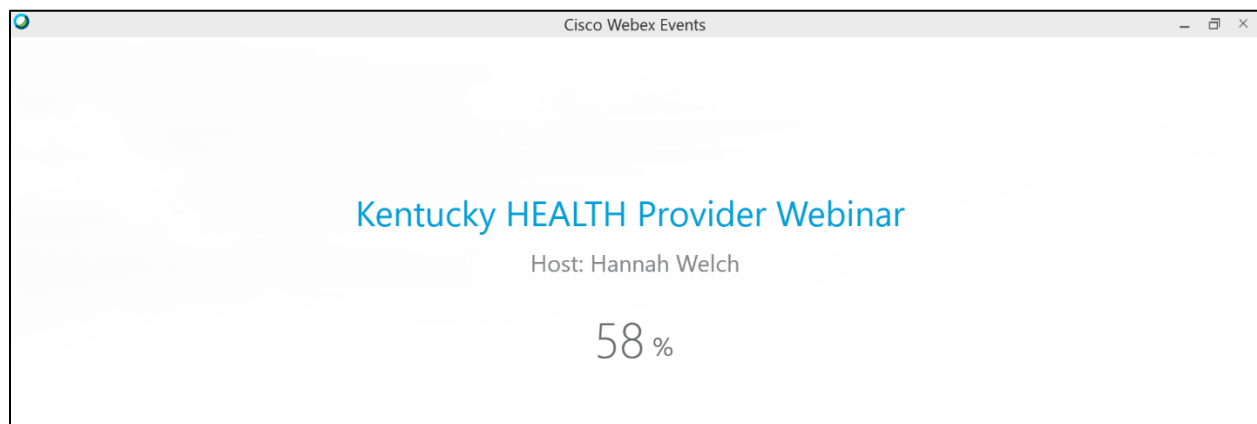 Cisco Webex Events
Kentucky HEALTH Provider Webinar
Host: Hannah Welch
58 %